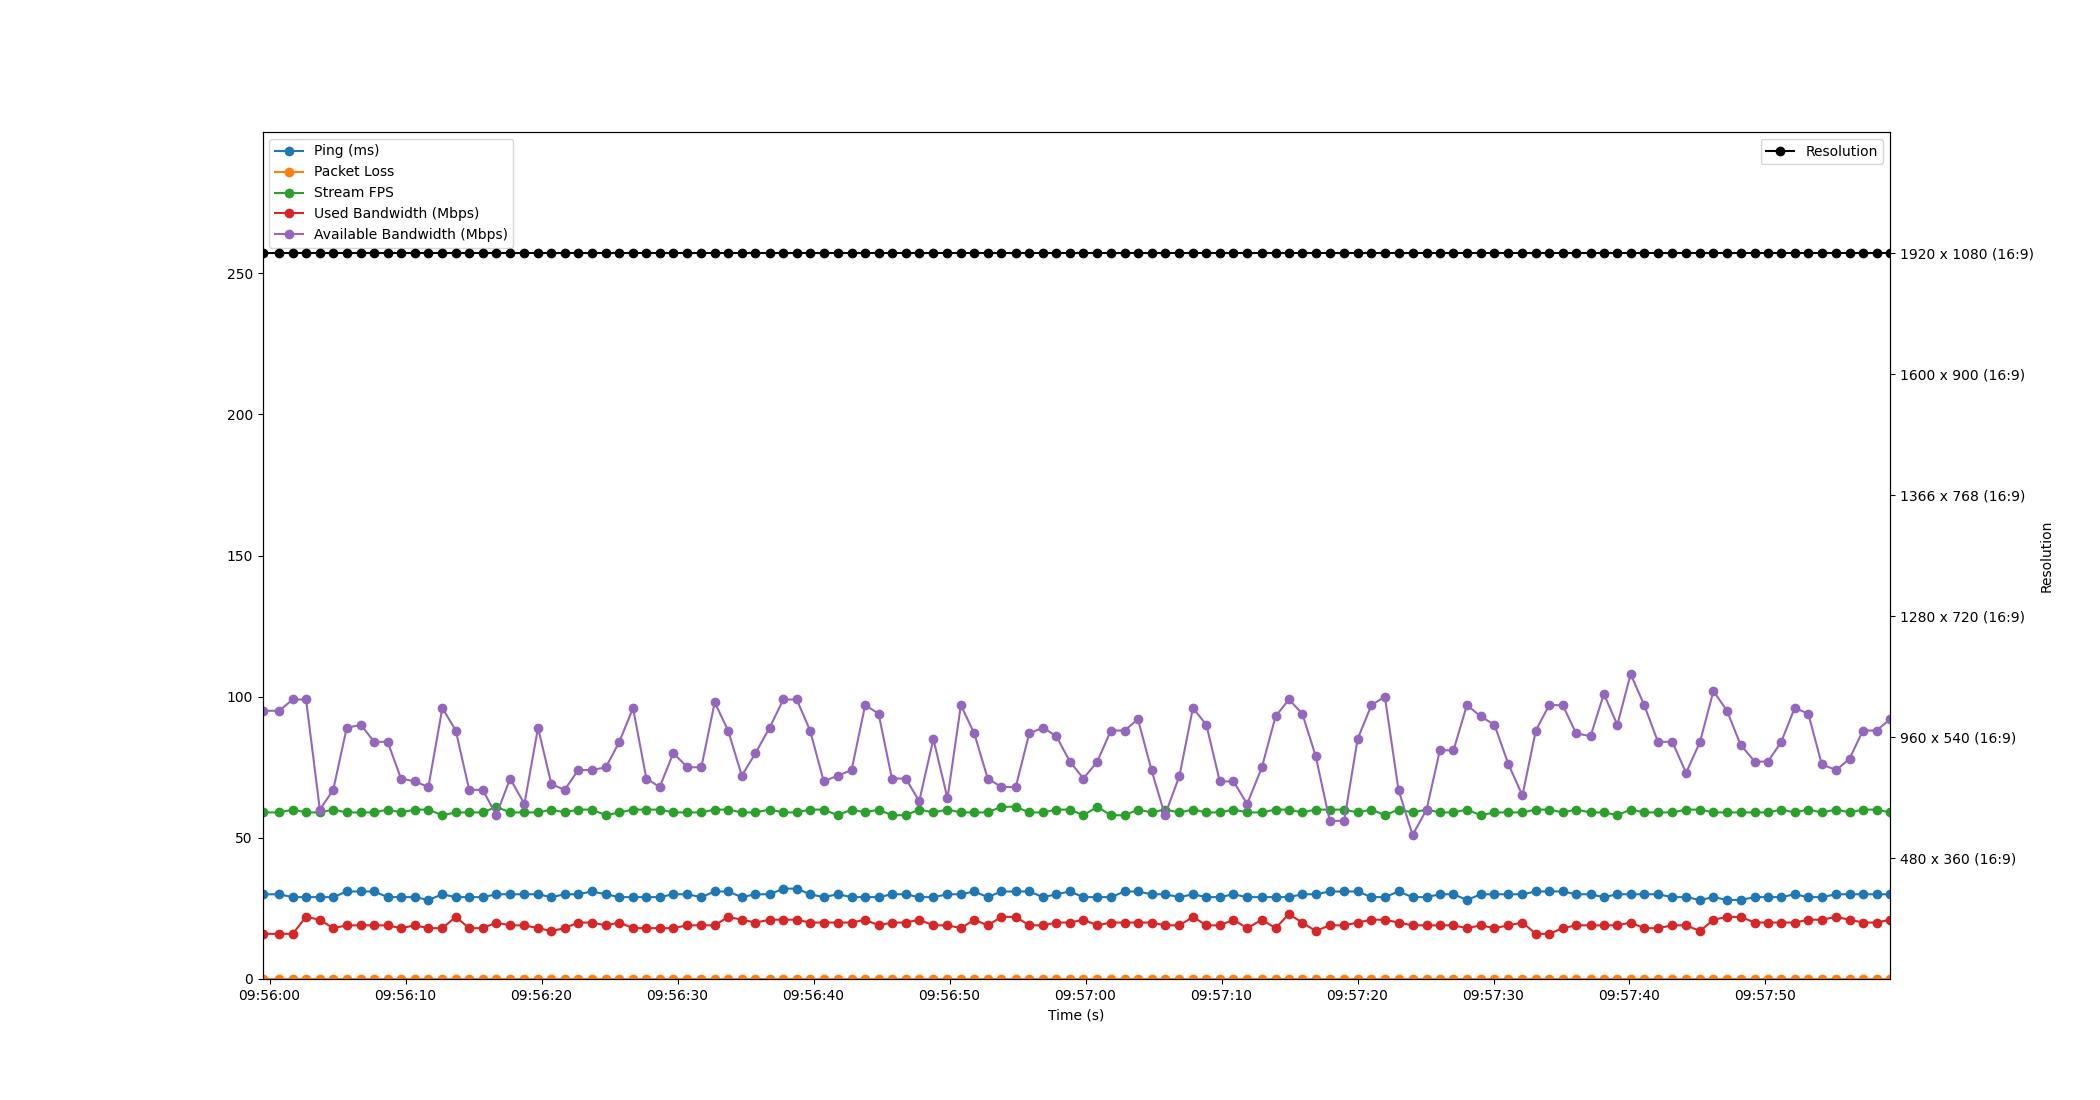 Ping (ms)
Packet Loss
Stream FPS
Used Bandwidth (Mbps)
Available Bandwidth (Mbps)
Resolution
250
200
150
100
50
0
1920 x 1080 (16:9)
1600 x 900 (16:9)
1366 x 768 (16:9)
1280 x 720 (16:9)
960 x 540 (16:9)
480 x 360 (16:9)
Resolution
09:56:00 09:56:10 09:56:20 09:56:30 09:56:40 09:56:50 09:57:00 09:57:10 09:57:20 09:57:30 09:57:40 09:57:50
Time (s)